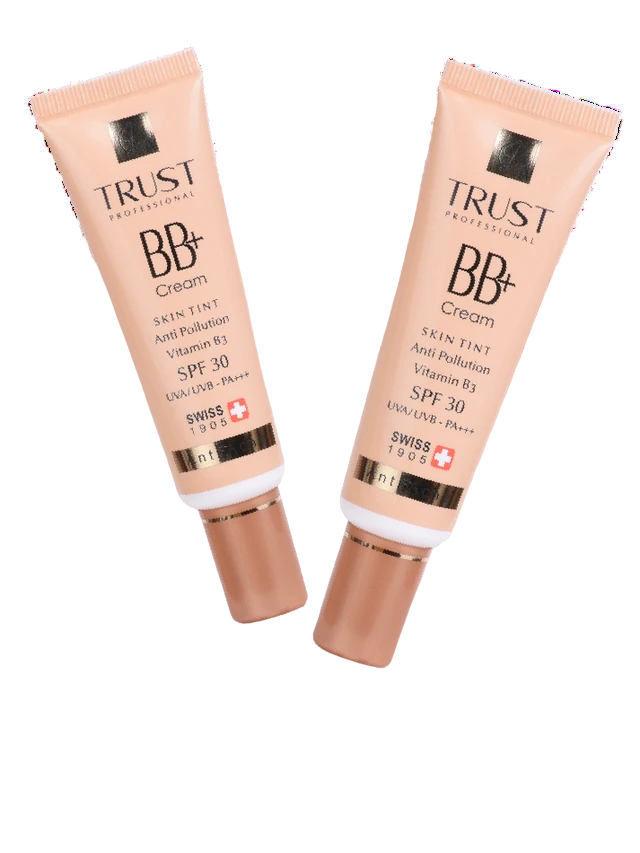 TRUST
PROFESSIONAL
BB+
Cream
SKIN TINT
Anti Pollution
Vitamin B3
SPF 30
UVA/UVB - PA+++
SWISS
1905
TRUST
PROFESSIONAL
BB+
Cream
SKIN TINT
Anti Pollution
Vitamin B3
SPF 30
UVA/UVB - PA+++
SWISS
1905